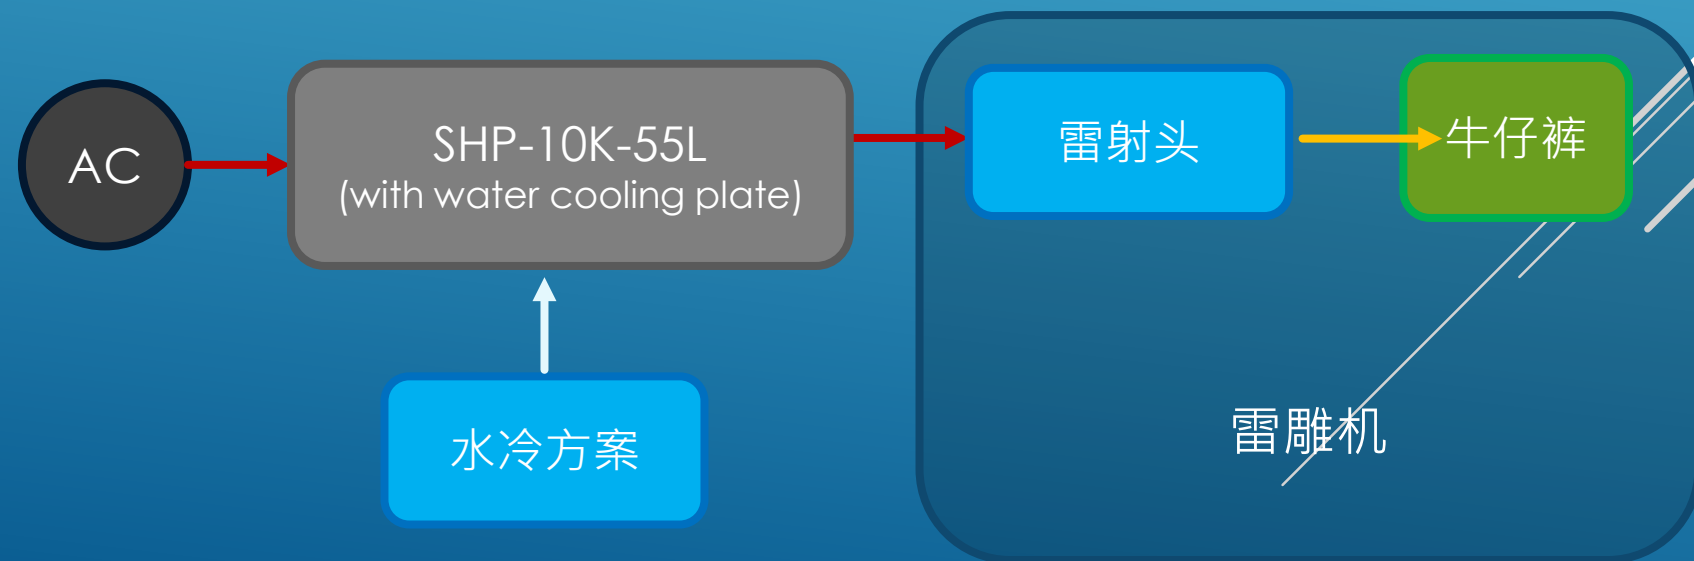 AC
SHP-10K-55L
(with water cooling plate)
雷射头
牛仔裤
水冷方案
雷雕机